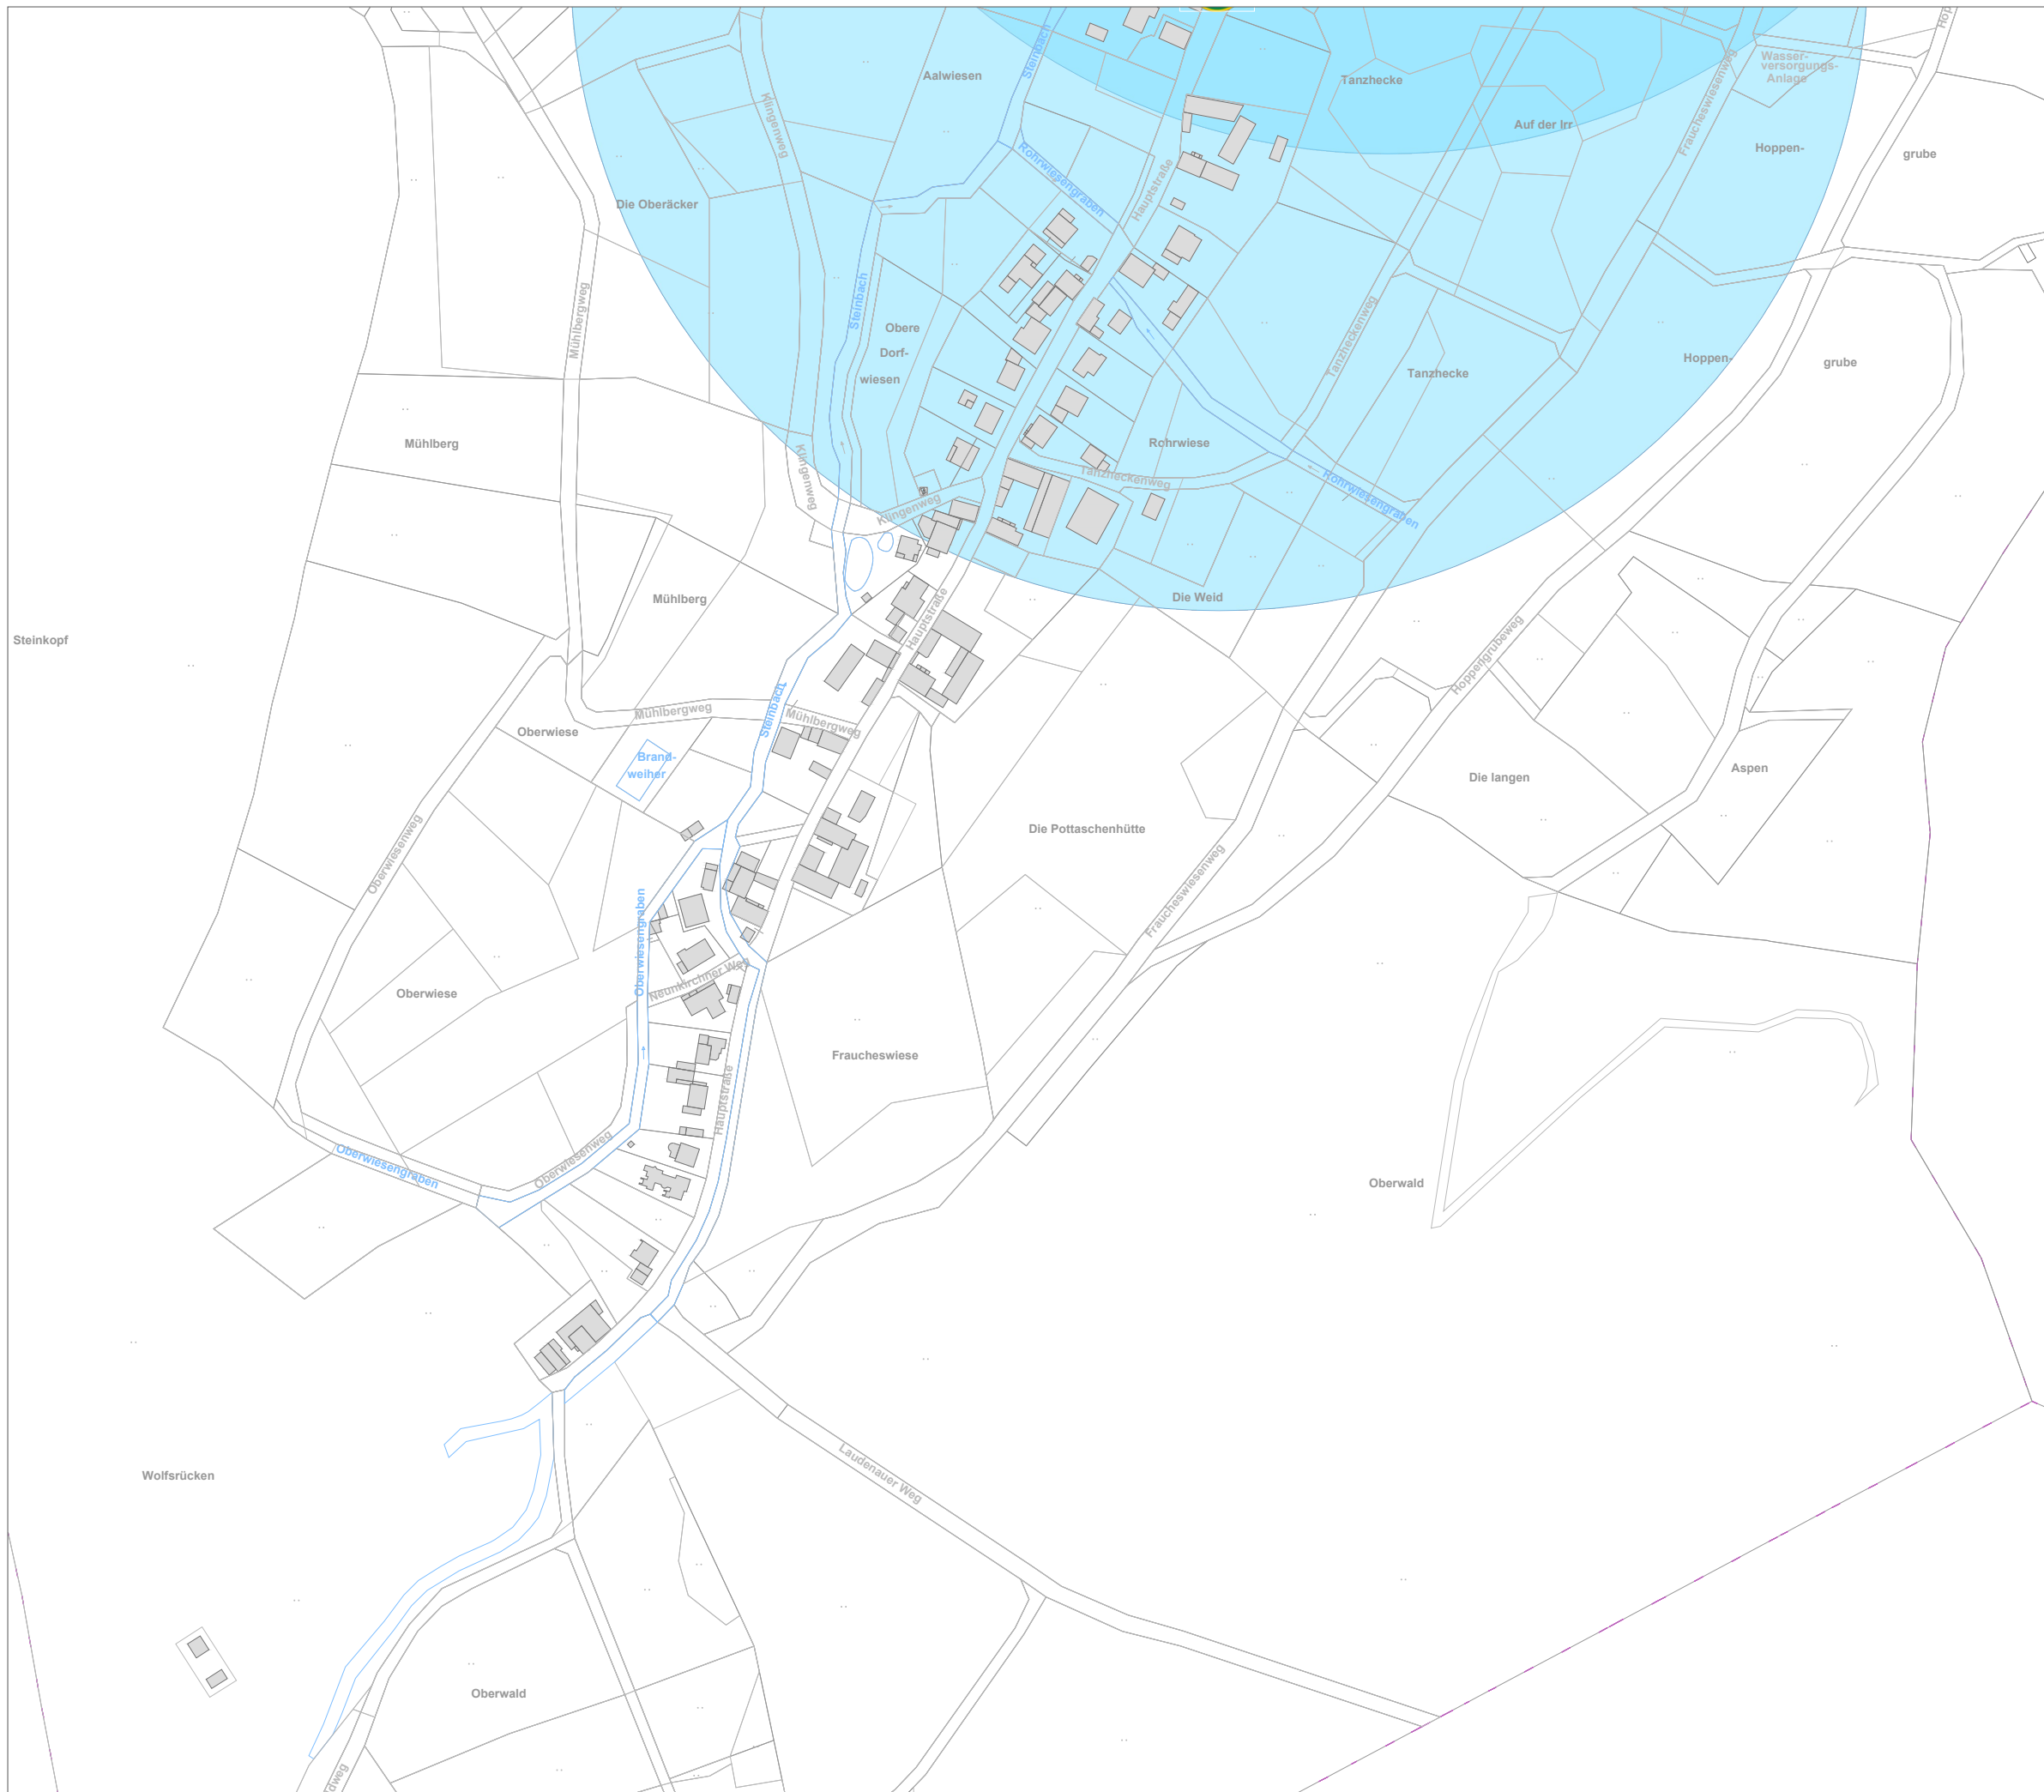 Hop
Steinbach
Aalwiesen
Tanzhecke
Wasser-
versorgungs-
Anlage
Fraucheswiesenweg
Klingenweg
Auf der Irr
Hoppen-
grube
Rohrwiesengraben
Hauptstraße
Die Oberäcker
Mühlbergweg
Steinbach
Obere
Dorf-
wiesen
Tanzheckenweg
Tanzhecke
Hoppen-
grube
Mühlberg
Rohrwiese
Klingenweg
Tanzheckenweg
Rohrwiesengraben
Klingenweg
Mühlberg
Die Weid
Hauptstraße
Steinkopf
Hoppengrubeweg
Steinbach
Mühlbergweg
Mühlbergweg
Oberwiese
Brand-
weiher
Die langen
Aspen
Die Pottaschenhütte
Oberwiesenweg
Fraucheswiesenweg
Oberwiesengraben
Neunkirchner Weg
Oberwiese
Fraucheswiese
Hauptstraße
Oberwiesenweg
Oberwiesengraben
Oberwald
Laudenauer Weg
Wolfsrücken
Oberwald
dweg